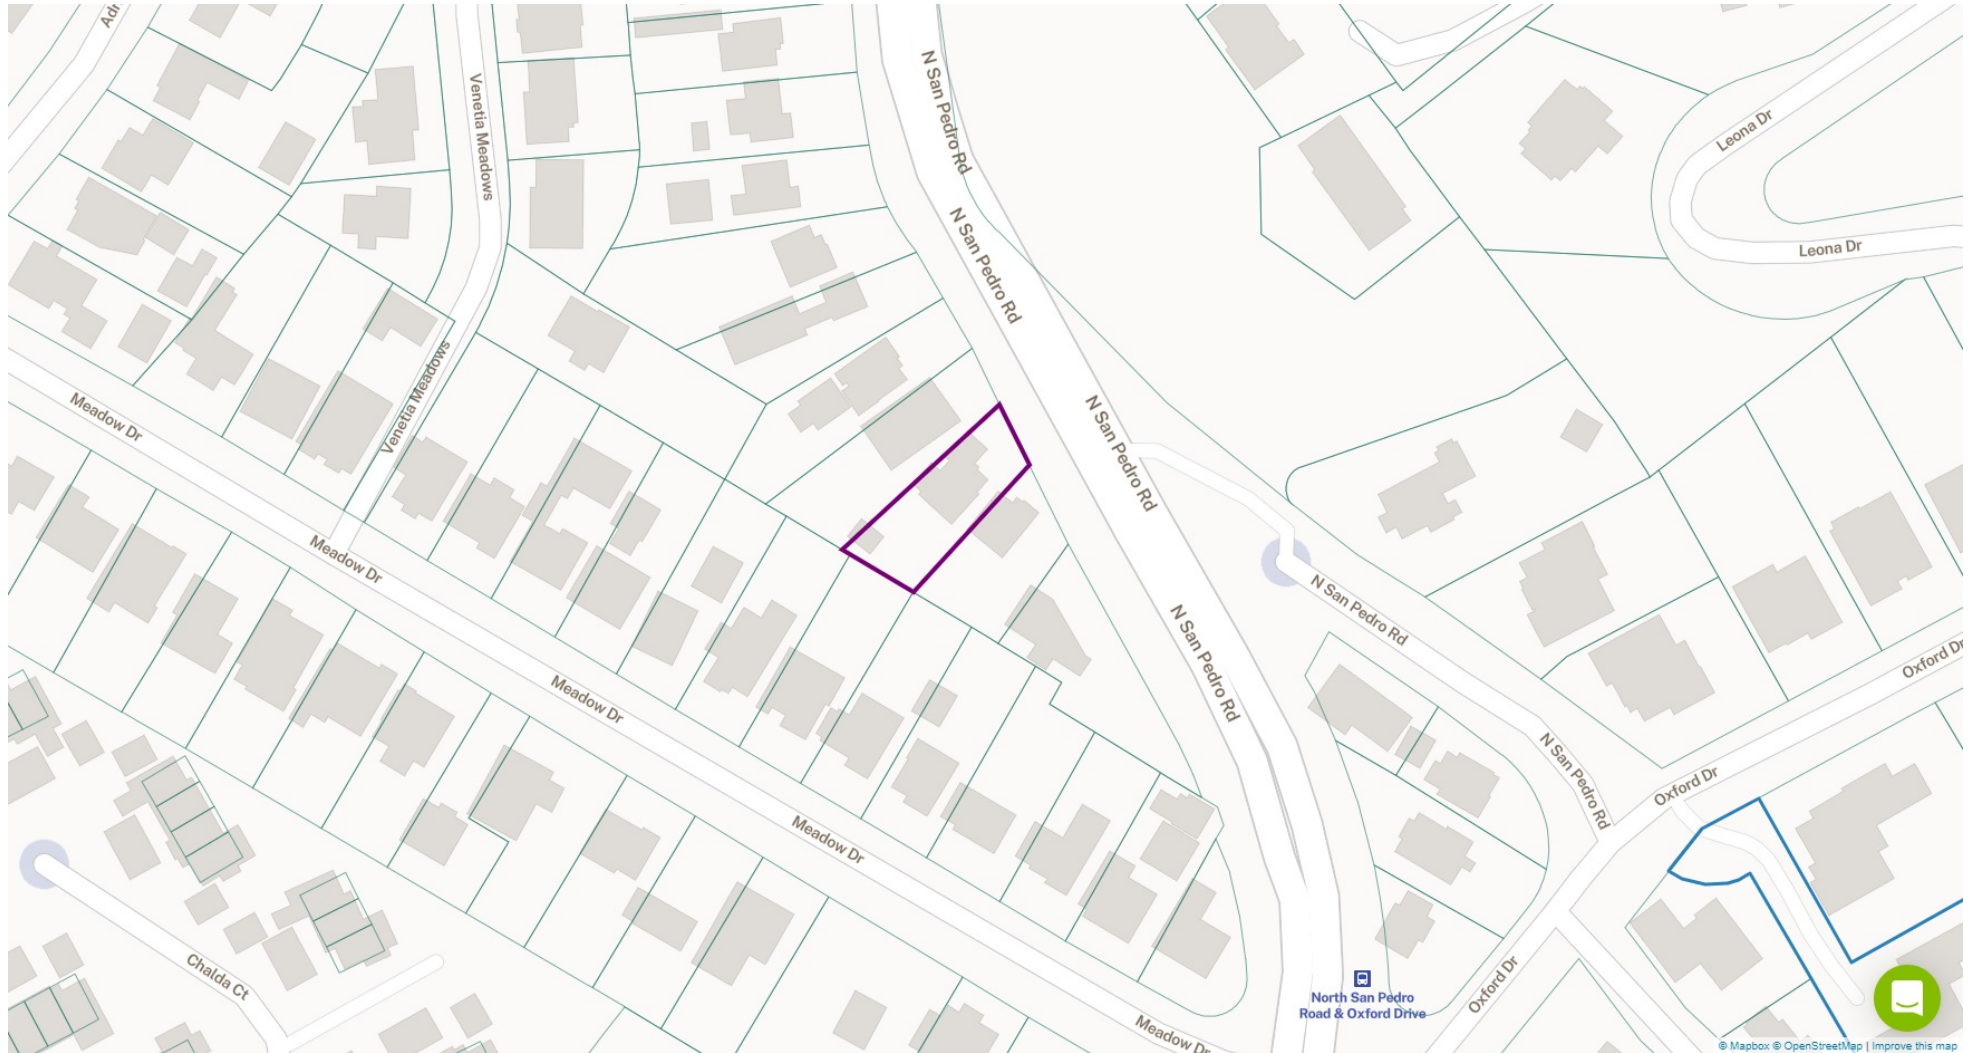 Adr
Venetia Meadows
N San Pedro Rd
N San Pedro Rd
Leona Dr
Leona Dr
Meadow Dr
Venetia Meadows
N San Pedro Rd
Meadow Dr
N San Pedro Rd
N San Pedro Rd
Oxford Dr
Meadow Dr
N San Pedro Rd
Oxford Dr
Meadow Dr
Chalda Ct
Oxford Dr
North San Pedro
Road & Oxford Drive
Meadow Dr
© Mapbox © OpenStreetMap | Improve this map